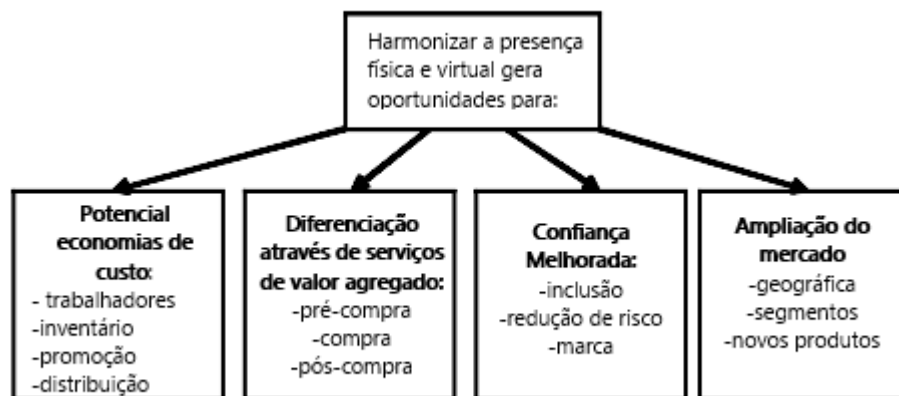 Harmonizar a presença
física e virtual gera
oportunidades para:
Potencial
economias de
custo:
- trabalhadores
-inventário
-promoção
-distribuição
Diferenciação
através de serviços
de valor agregado:
-pré-compra
-compra
-pós-compra
Confiança
Melhorada:
-inclusão
-redução de risco
-marca
Ampliação do
mercado
-geográfica
-segmentos
-novos produtos